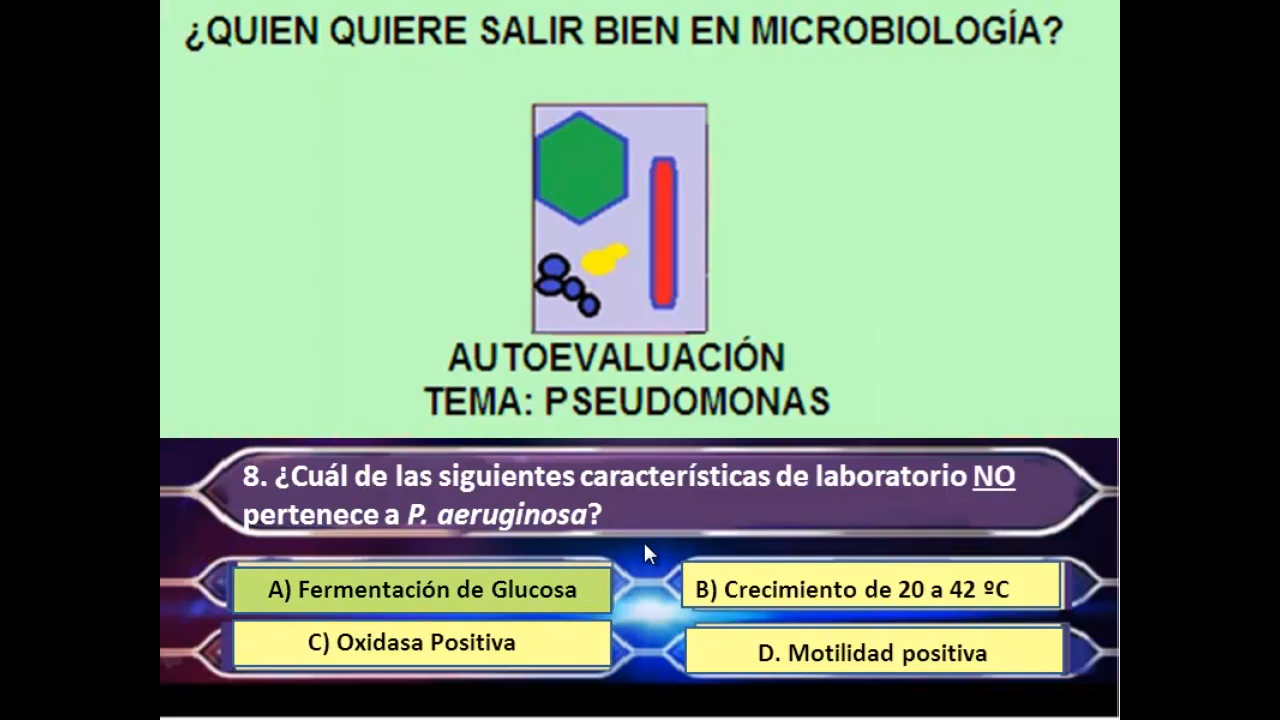 ¿QUIEN QUIERE SALIR BIEN EN MICROBIOLOGÍA?
AUTOEVALUACIÓN
TEMA: PSEUDOMONAS
8. ¿Cuál de las siguientes características de laboratorio NO
pertenece a P. aeruginosa?
A) Fermentación de Glucosa
B) Crecimiento de 20 a 42 ºC
C) Oxidasa Positiva
D. Motilidad positiva